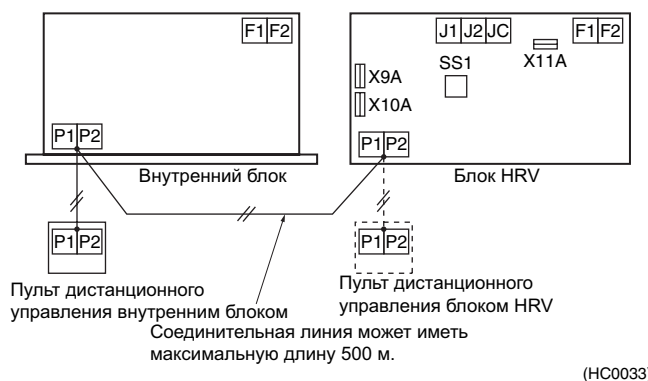 F1 F2
J1 J2 JC
F1 F2
SS1
X11A
X9A
X10A
P1 P2
P1 P2
Внутренний блок
Блок HRV
P1 P2
P1 P2
Пульт дистанционного
управления внутренним блоком
Пульт дистанционного
управления блоком HRV
Соединительная линия может иметь
максимальную длину 500 м.
(HC0033